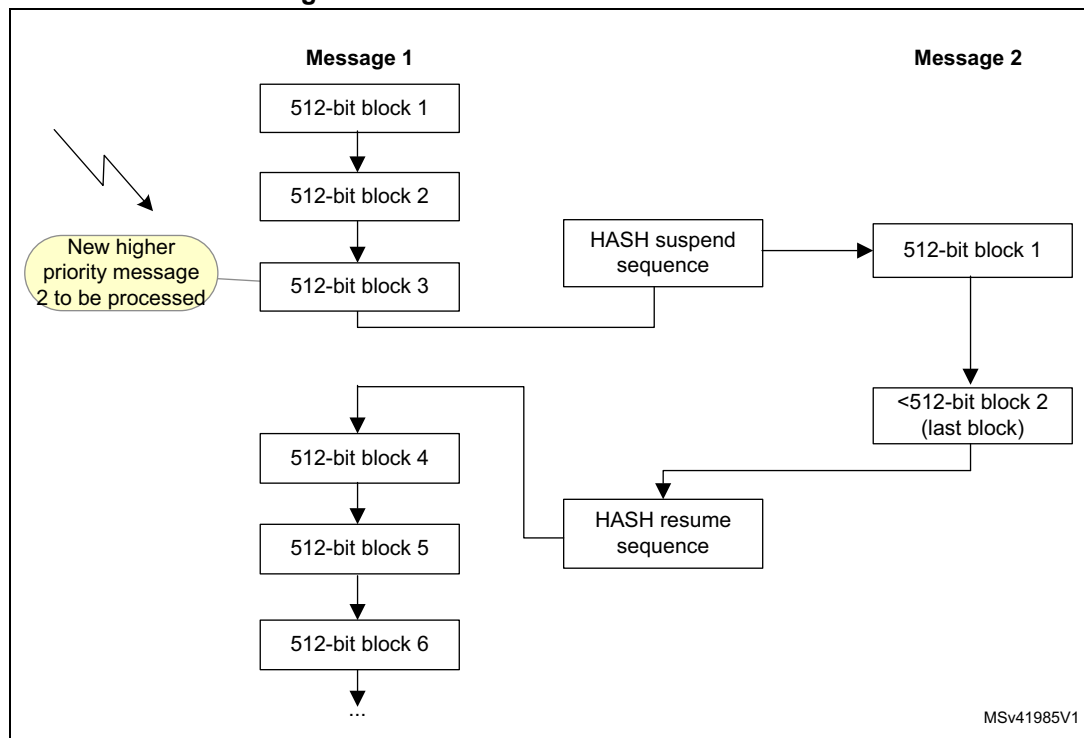 Message 1
Message 2
512-bit block 1
512-bit block 2
New higher
priority message
2 to be processed
512-bit block 3
HASH suspend
sequence
512-bit block 1
<512-bit block 2
(last block)
HASH resume
sequence
512-bit block 4
512-bit block 5
512-bit block 6
...
MSv41985V1